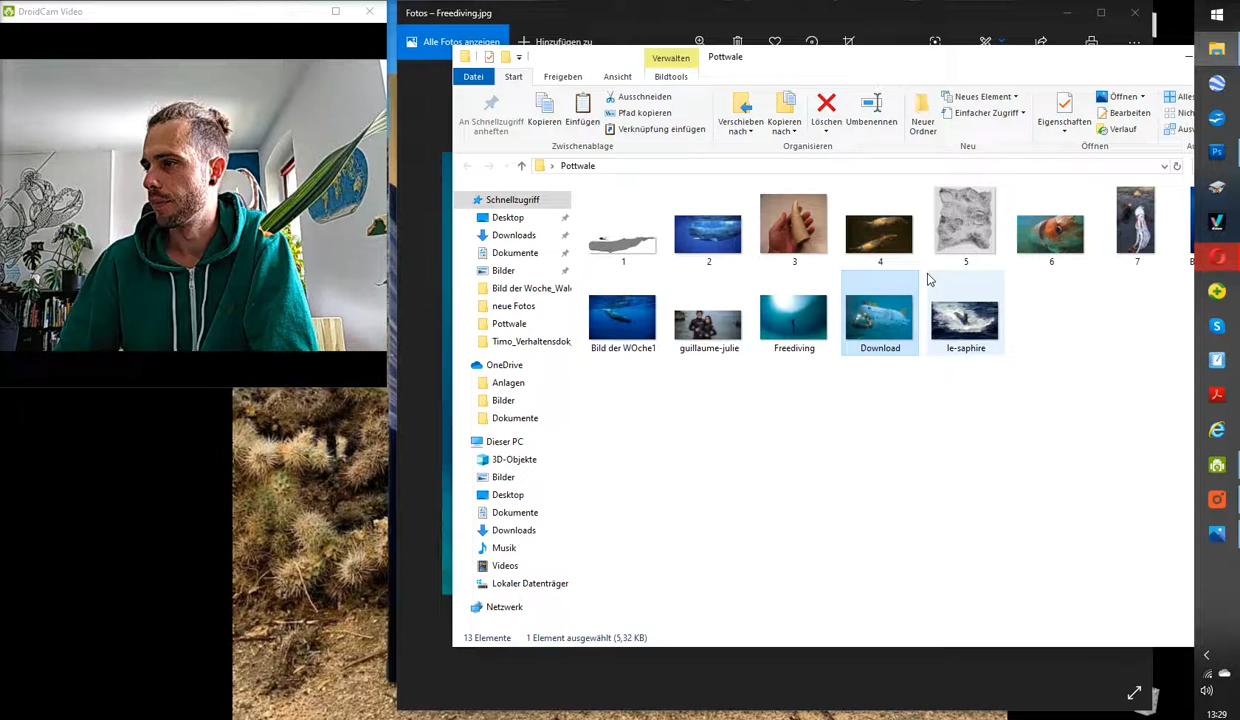 DroidCam Video
Fotos – Freediving.jpg
Alle Fotos anzeigen
Hinzufügen zu
Verwalten
Pottwale
Datei
Start
Freigeben
Ansicht
Bildtools
An Schnellzugriff
anheften
Kopieren
Einfügen
Ausschneiden
Pfad kopieren
Verknüpfung einfügen
Zwischenablage
Verschieben
nach
Kopieren
nach
Löschen
Umbenennen
Organisieren
Neuer
Ordner
Neues Element
Einfacher Zugriff
Neu
Eigenschaften
Öffnen
Bearbeiten
Verlauf
Öffnen
Alles
Nich
Ausw
Pottwale
Schnellzugriff
Desktop
Downloads
Dokumente
Bilder
Bild der Woche_Wale
neue Fotos
Pottwale
Timo_Verhaltensdok
OneDrive
Anlagen
Bilder
Dokumente
Dieser PC
3D-Objekte
Bilder
Desktop
Dokumente
Downloads
Musik
Videos
Lokaler Datenträger
Netzwerk
1
2
3
4
5
6
7
Bild der WOche1
guillaume-julie
Freediving
Download
le-saphire
13 Elemente
1 Element ausgewählt (5,32 KB)
13:29